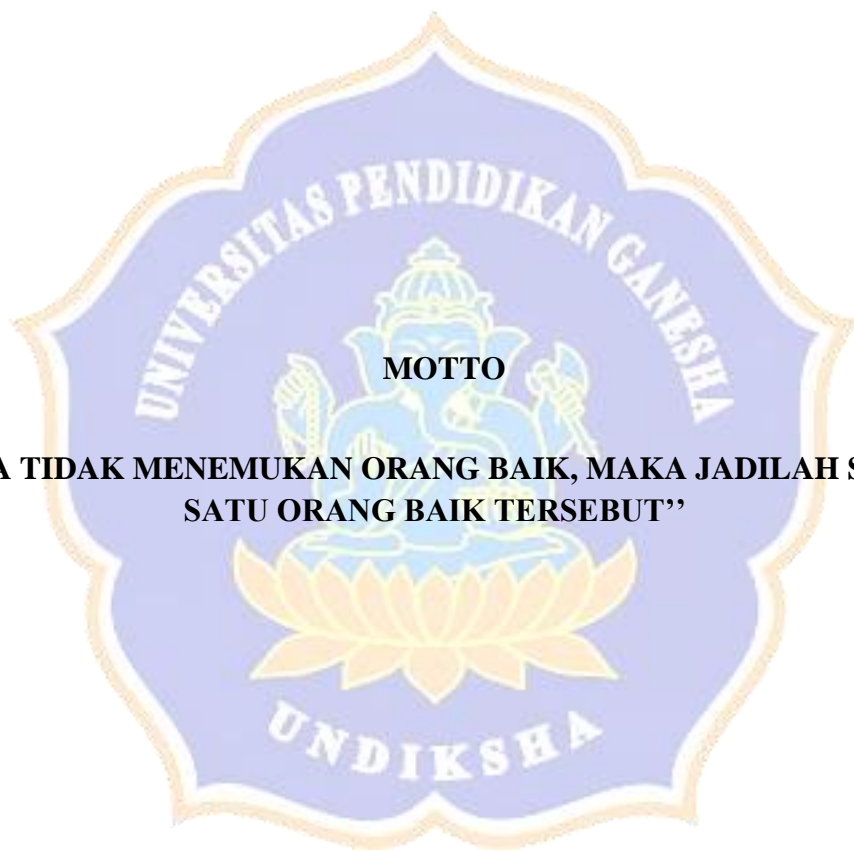 UNIVERSITAS PENDIDIKAN GANESHA
MOTTO
TIDAK MENEMUKAN ORANG BAIK, MAKA JADILAH
SATU ORANG BAIK TERSEBUT’’
UNDIKSHA